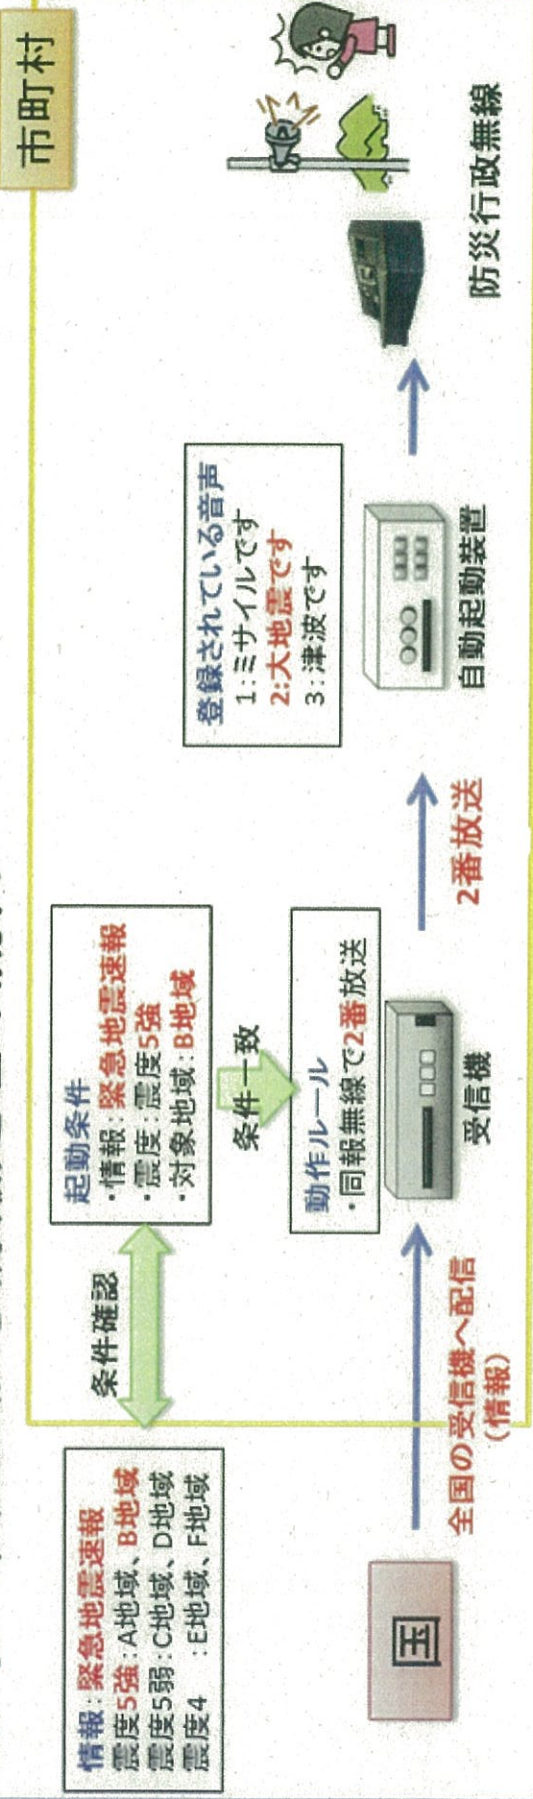 市町村
情報：緊急地震速報
震度5強：A地域、B地域
震度5弱：C地域、D地域
震度4　：E地域、F地域
条件確認
起動条件
・情報：緊急地震速報
・震度：震度5強
・対象地域：B地域
条件一致
動作ルール
・同報無線で2番放送
登録されている音声
1：ミサイルです
2:大地震です
3：津波です
国
全国の受信機へ配信
（情報）
受信機
2番放送
自動起動装置
防災行政無線